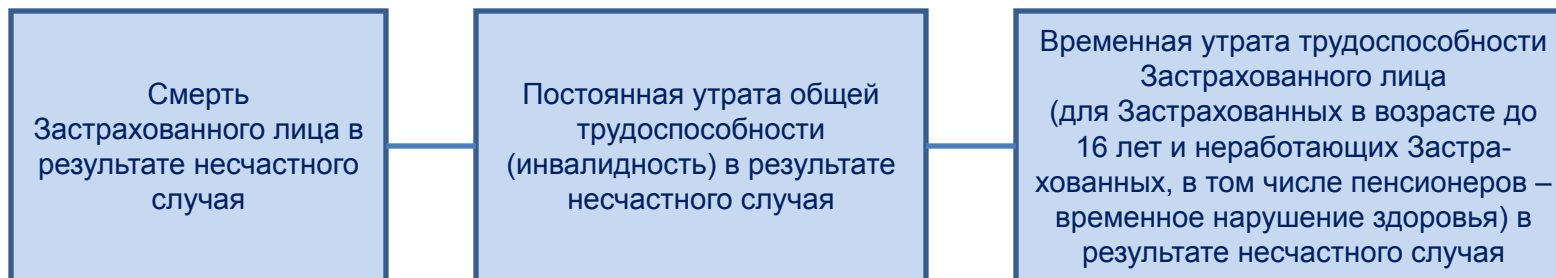 Смерть
Застрахованного лица в
результате несчастного
случая
Постоянная утрата общей
трудоспособности
(инвалидность) в результате
несчастного случая
Временная утрата трудоспособности
Застрахованного лица
(для Застрахованных в возрасте до
16 лет и неработающих Застра-
хованных, в том числе пенсионеров –
временное нарушение здоровья) в
результате несчастного случая